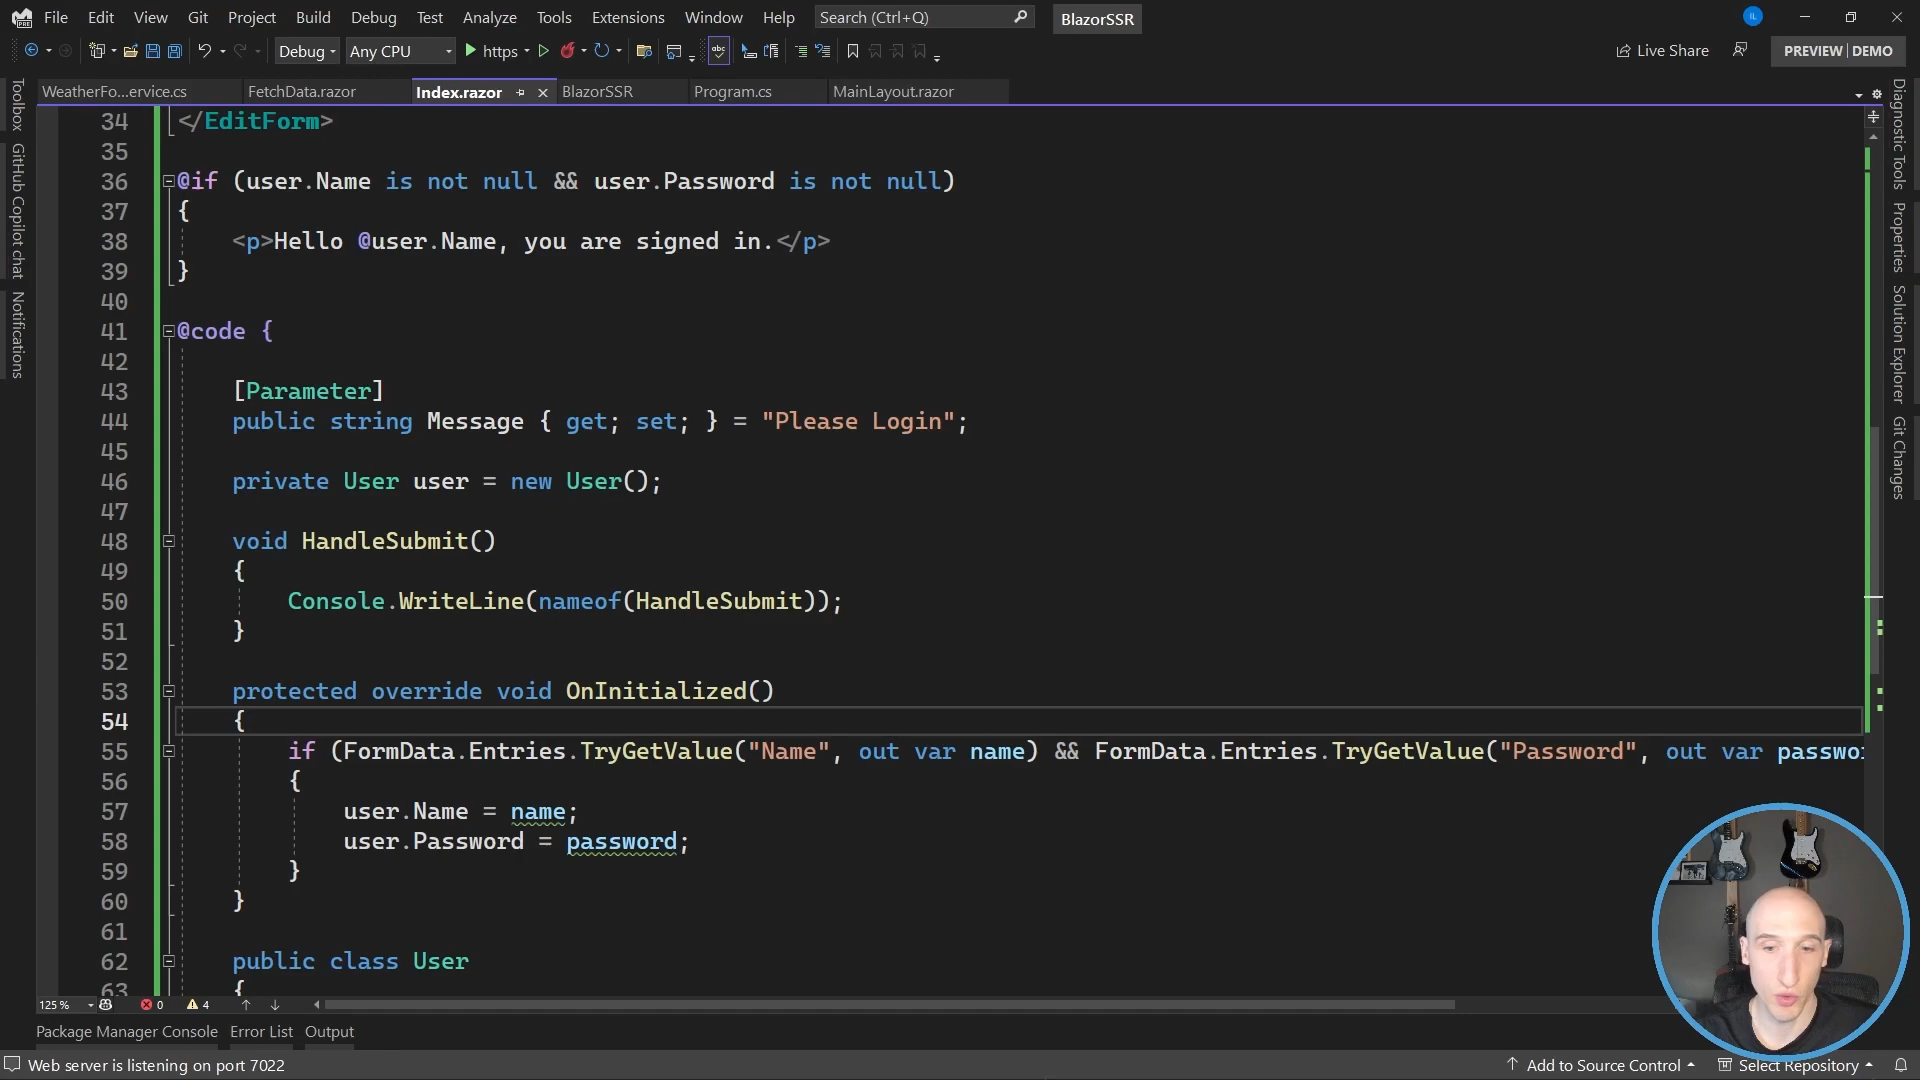 File Edit View Git Project Build Debug Test Analyze Tools Extensions Window Help Search (Ctrl+Q) BlazorSSR IL
Debug Any CPU https abc Live Share PREVIEW | DEMO
WeatherFo...ervice.cs FetchData.razor Index.razor BlazorSSR Program.cs MainLayout.razor
Toolbox
GitHub Copilot chat
Notifications
34 </EditForm>
35
36 @if (user.Name is not null && user.Password is not null)
37 {
38 <p>Hello @user.Name, you are signed in.</p>
39 }
40
41 @code {
42
43 [Parameter]
44 public string Message { get; set; } = "Please Login";
45
46 private User user = new User();
47
48 void HandleSubmit()
49 {
50 Console.WriteLine(nameof(HandleSubmit));
51 }
52
53 protected override void OnInitialized()
54 {
55 if (FormData.Entries.TryGetValue("Name", out var name) && FormData.Entries.TryGetValue("Password", out var passwo
56 {
57 user.Name = name;
58 user.Password = password;
59 }
60 }
61
62 public class User
63 {
Diagnostic Tools
Properties
Solution Explorer
Git Changes
125 % 0 4
Package Manager Console Error List Output
Web server is listening on port 7022 Add to Source Control Select Repository